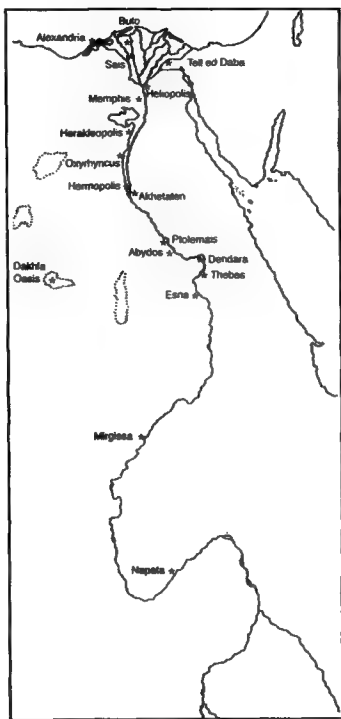 Buto
Alexandria
Sais
Tell ed Daba
Heliopolis
Memphis
Herakleopolis
Oxyrhyncus
Hermopolis
Akhetaten
Ptolemais
Abydos
Dendara
Dakhla
Oasis
Thebes
Esna
Mirgissa
Napata